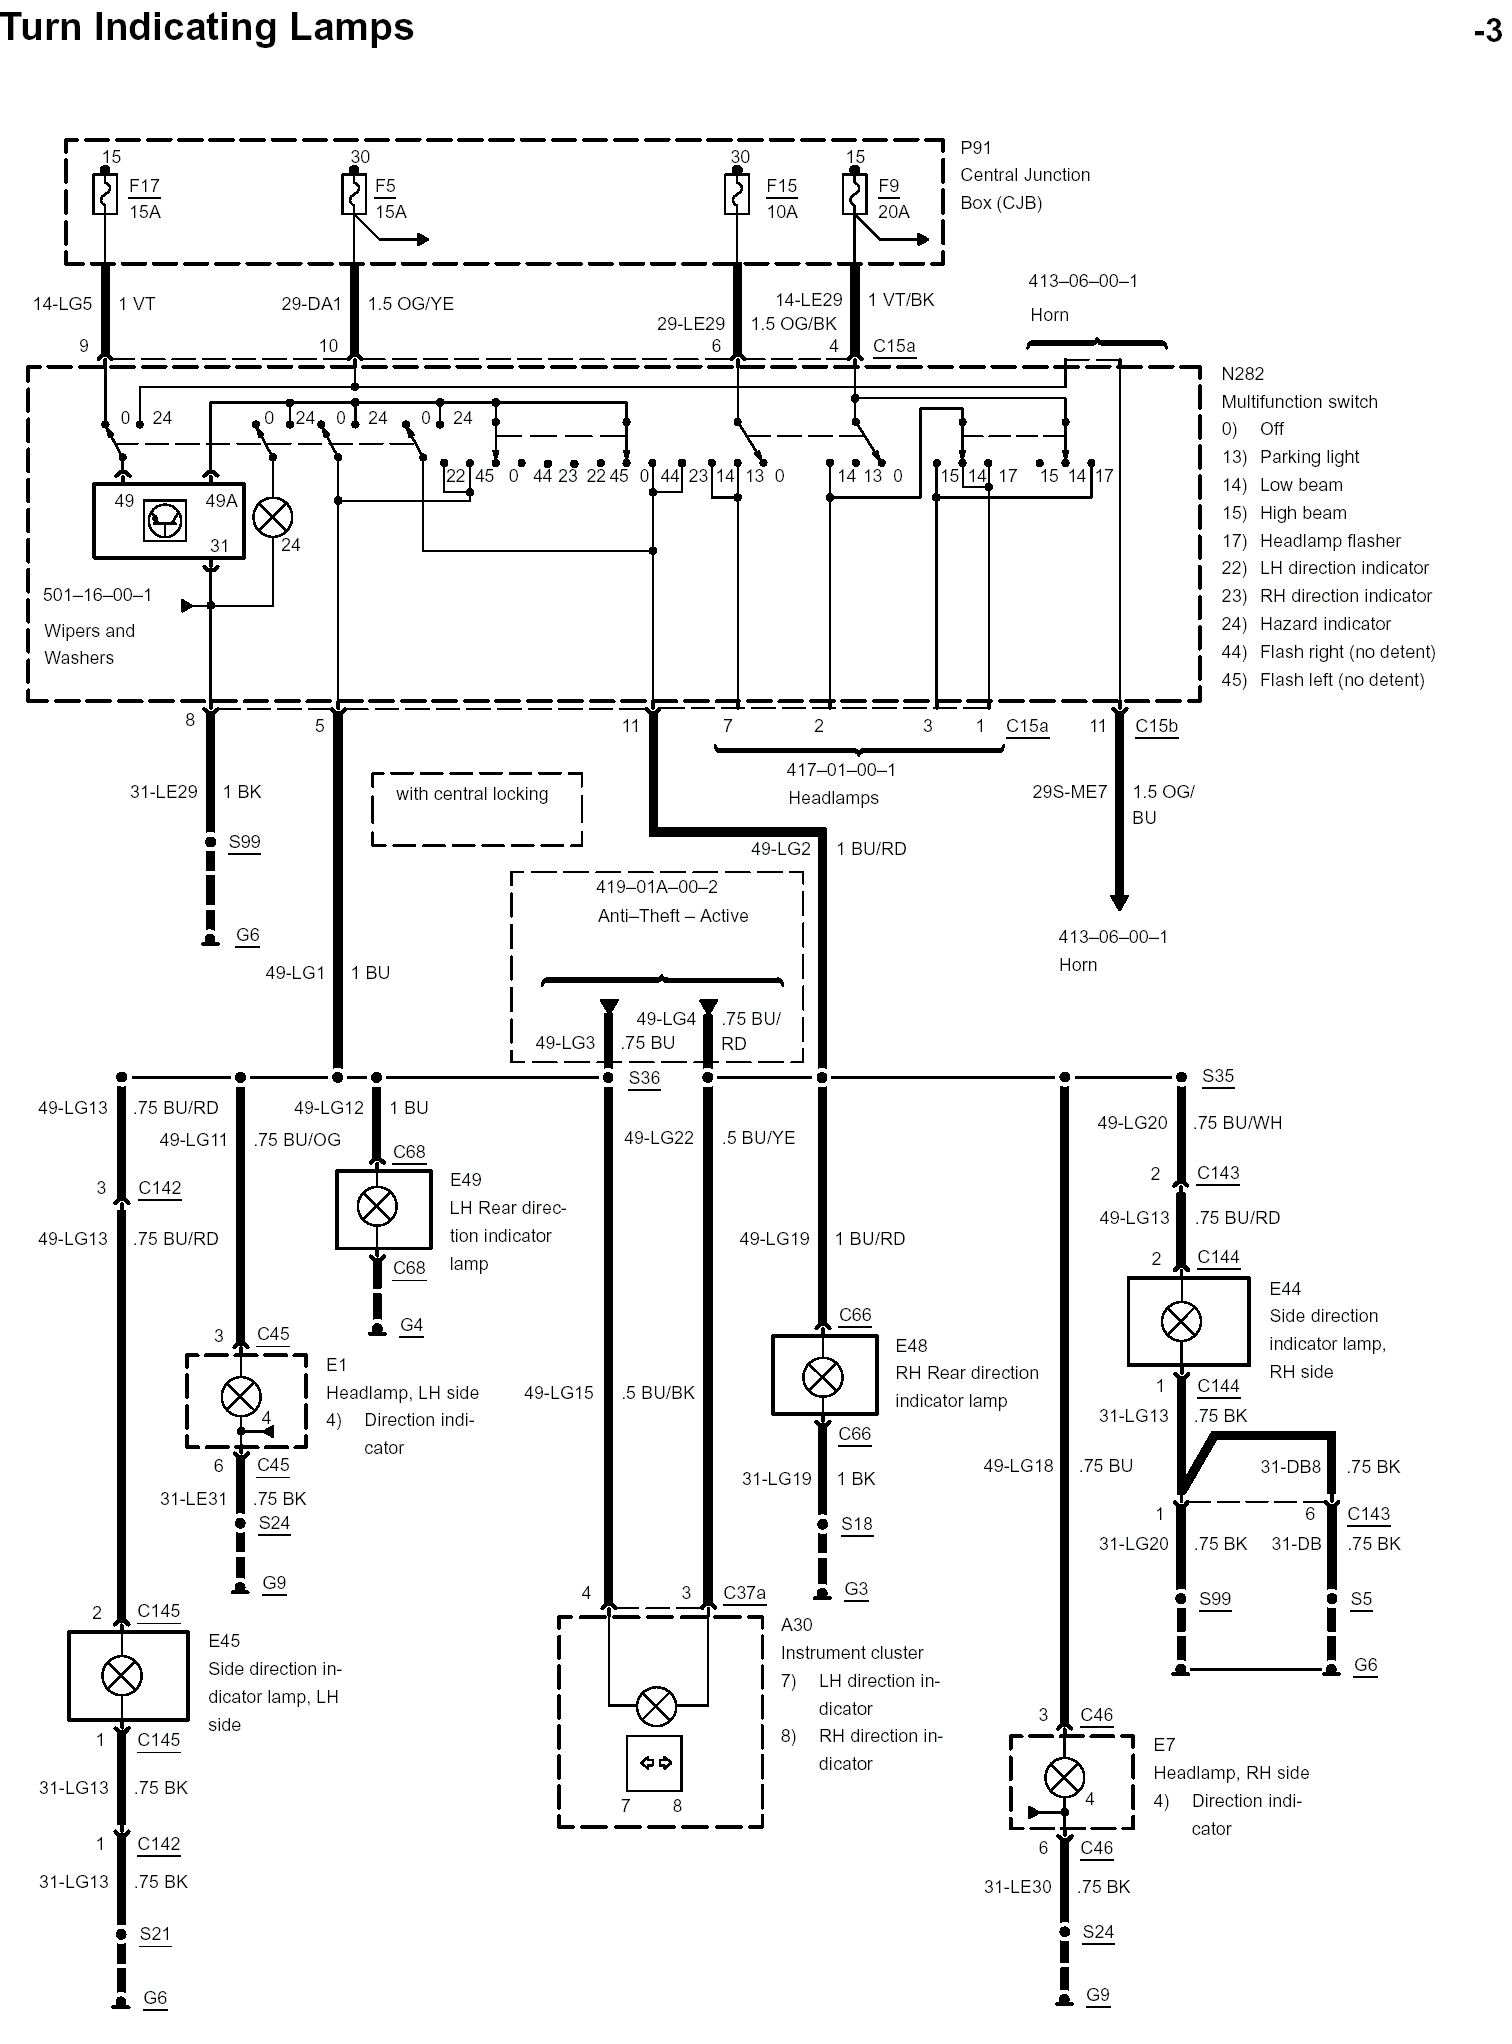 Turn Indicating Lamps
-3
15
30
30
15
F17
15A
F5
15A
F15
10A
F9
20A
P91
Central Junction
Box (CJB)
14-LG5
1 VT
29-DA1
1.5 OG/YE
29-LE29
1.5 OG/BK
14-LE29
1 VT/BK
413–06–00–1
Horn
9
10
6
4
C15a
N282
Multifunction switch
0) Off
13) Parking light
14) Low beam
15) High beam
17) Headlamp flasher
22) LH direction indicator
23) RH direction indicator
24) Hazard indicator
44) Flash right (no detent)
45) Flash left (no detent)
0 24 0 24 0 24 0 24
22 45 0 44 23 22 45 0 44 23 14 13 0 14 13 0 15 14 17 15 14 17
49
49A
31
24
501–16–00–1
Wipers and
Washers
8
5
11
7
2
3
1
C15a
11
C15b
417–01–00–1
Headlamps
31-LE29
1 BK
with central locking
29S-ME7
1.5 OG/
BU
S99
49-LG2
1 BU/RD
419–01A–00–2
Anti–Theft – Active
G6
413–06–00–1
Horn
49-LG1
1 BU
49-LG4
.75 BU/
RD
49-LG3
.75 BU
S36
S35
49-LG13
.75 BU/RD
49-LG12
1 BU
49-LG11
.75 BU/OG
49-LG22
.5 BU/YE
49-LG20
.75 BU/WH
C68
E49
LH Rear direc-
tion indicator
lamp
C68
G4
3
C142
2
C143
49-LG13
.75 BU/RD
49-LG19
1 BU/RD
49-LG13
.75 BU/RD
2
C144
E44
Side direction
indicator lamp,
RH side
1
C144
31-LG13
.75 BK
3
C45
E1
Headlamp, LH side
4) Direction indi-
cator
4
6
C45
31-LE31
.75 BK
S24
G9
C66
E48
RH Rear direction
indicator lamp
C66
49-LG15
.5 BU/BK
31-LG19
1 BK
S18
G3
49-LG18
.75 BU
31-DB8
.75 BK
1
6
C143
31-LG20
.75 BK
31-DB
.75 BK
S99
S5
G6
4
3
C37a
2
C145
E45
Side direction in-
dicator lamp, LH
side
1
C145
A30
Instrument cluster
7) LH direction in-
dicator
8) RH direction in-
dicator
7
8
3
C46
E7
Headlamp, RH side
4) Direction indi-
cator
4
6
C46
31-LG13
.75 BK
1
C142
31-LG13
.75 BK
31-LE30
.75 BK
S21
S24
G6
G9